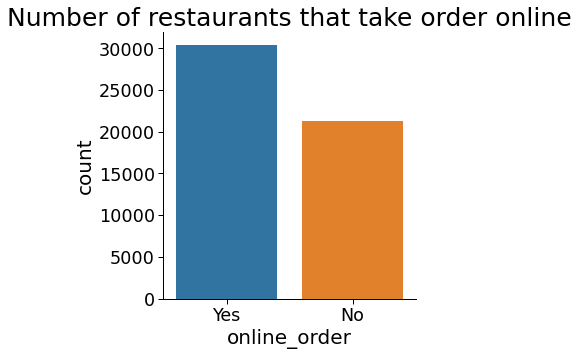 Number of restaurants that take order online
30000
25000
20000
15000
10000
5000
0
count
Yes
No
online_order